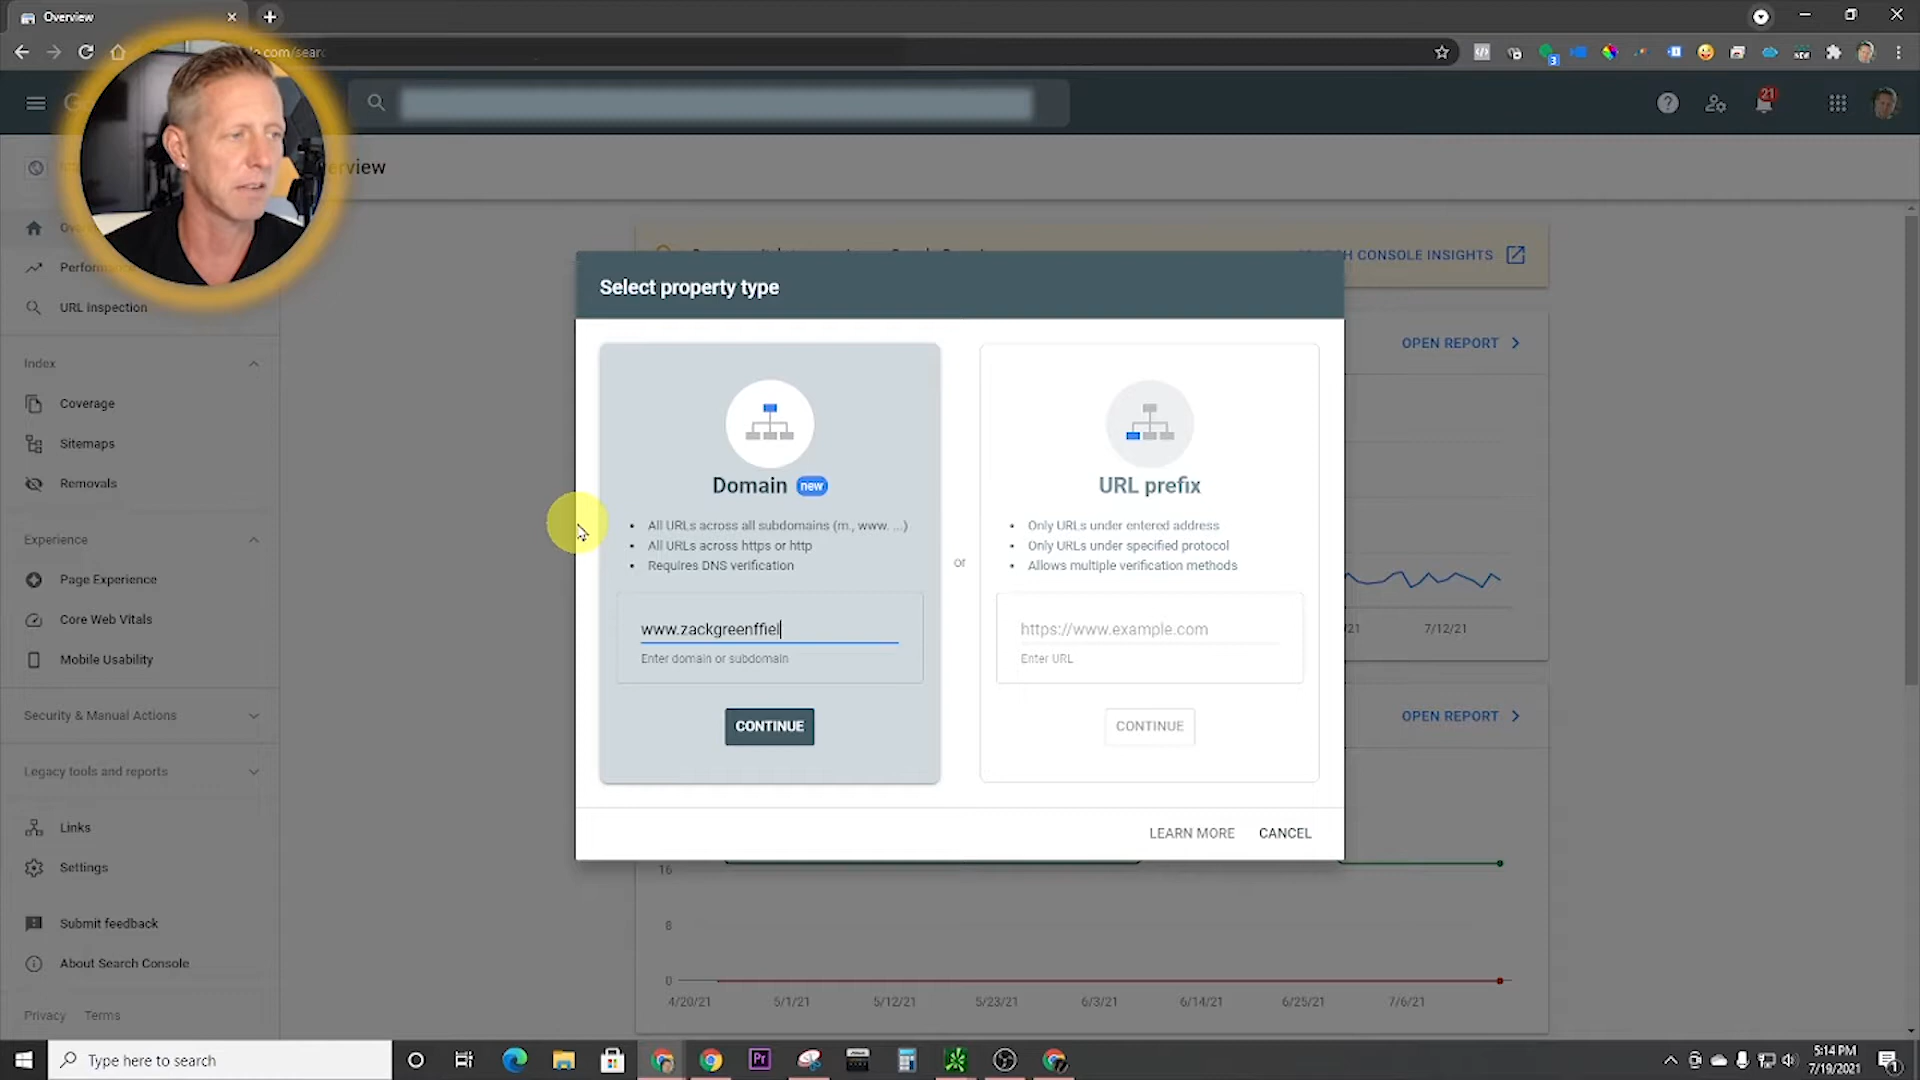 Overview
21
Performance
URL inspection
Index
Coverage
Sitemaps
Removals
Experience
Page Experience
Core Web Vitals
Mobile Usability
Security & Manual Actions
Legacy tools and reports
Links
Settings
Submit feedback
About Search Console
Privacy Terms
CONSOLE INSIGHTS
OPEN REPORT
7/12/21
OPEN REPORT
Select property type
Domain new
All URLs across all subdomains (m., www. ...)
All URLs across https or http
Requires DNS verification
www.zackgreenffiel
Enter domain or subdomain
CONTINUE
or
URL prefix
Only URLs under entered address
Only URLs under specified protocol
Allows multiple verification methods
https://www.example.com
Enter URL
CONTINUE
LEARN MORE CANCEL
16
8
0
4/20/21 5/1/21 5/12/21 5/23/21 6/3/21 6/14/21 6/25/21 7/6/21
Type here to search
Pr
5:14 PM
7/19/2021